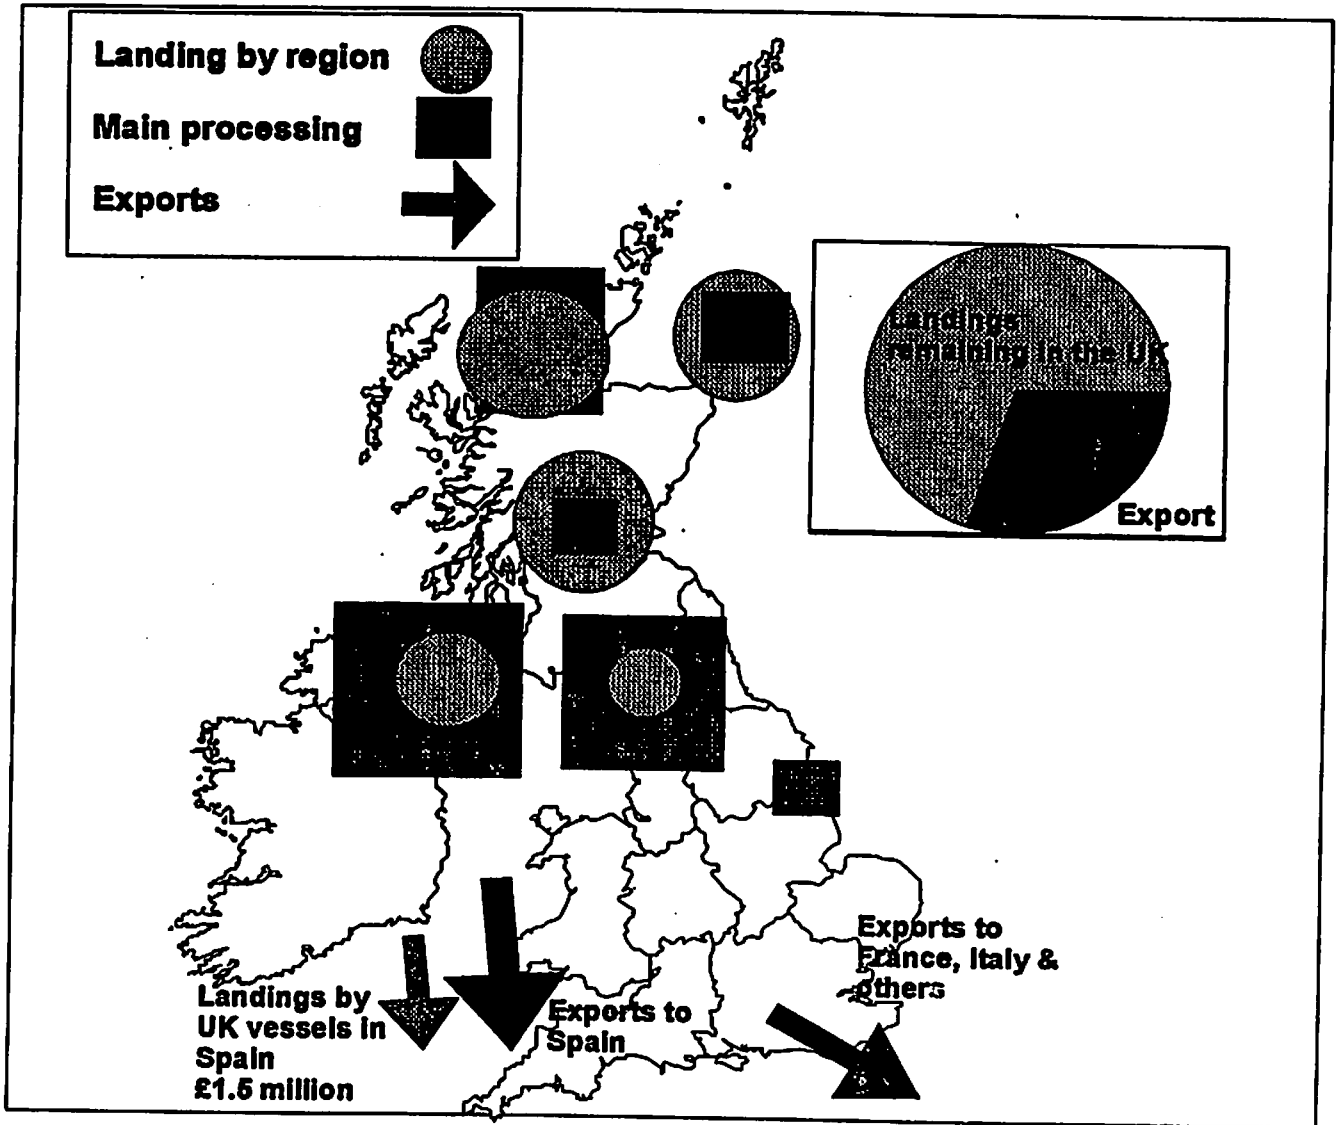 Landing by region
Main processing
Exports
Landings
remaining in the UK
Export
Exports to
France, Italy &
others
Landings by
UK vessels in
Spain
£1.5 million
Exports to
Spain